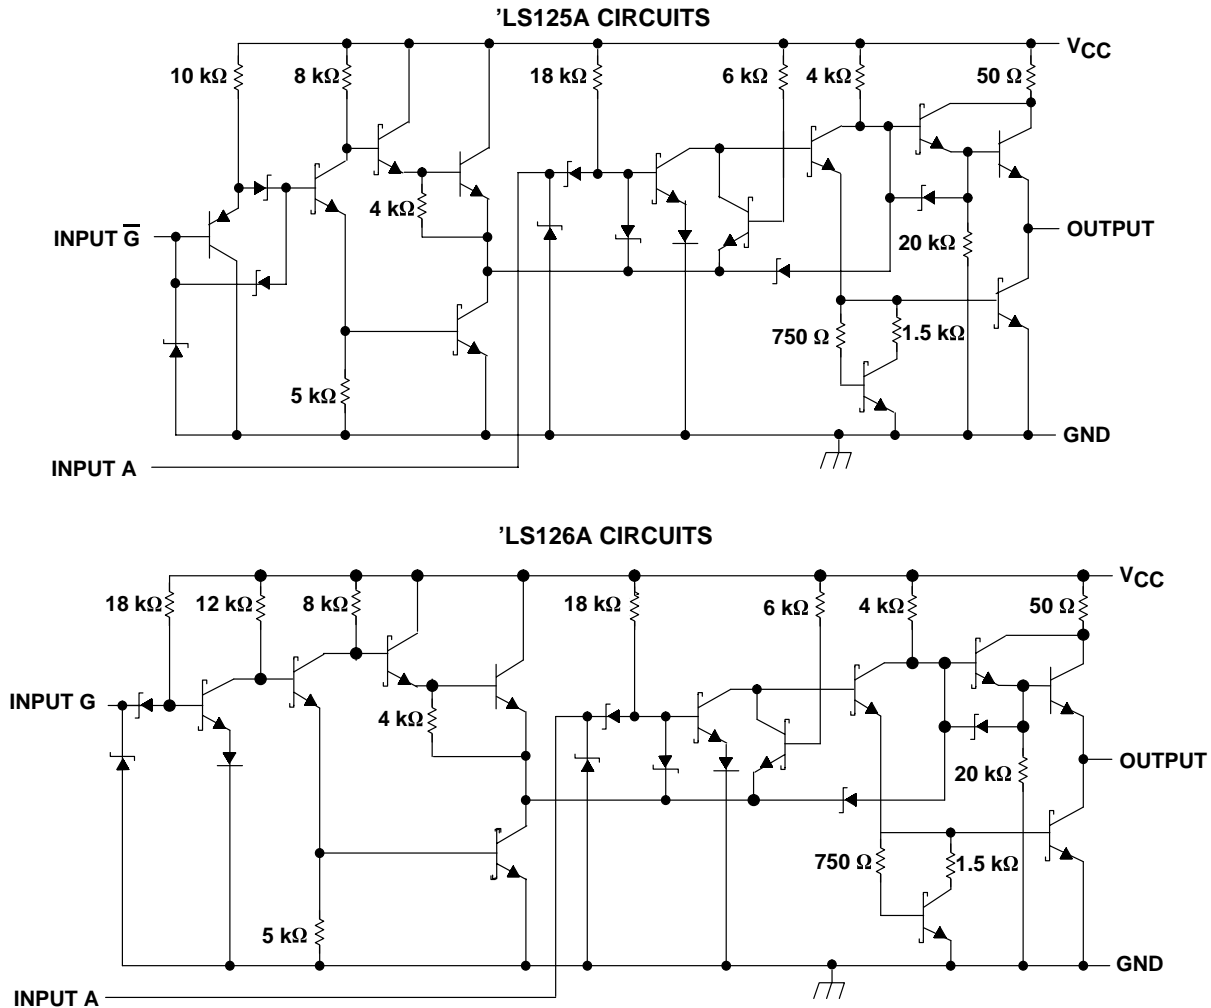 ’LS125A CIRCUITS
VCC
10 kΩ
8 kΩ
18 kΩ
6 kΩ
4 kΩ
50 Ω
4 kΩ
INPUT G̅
OUTPUT
20 kΩ
750 Ω
1.5 kΩ
5 kΩ
GND
INPUT A
’LS126A CIRCUITS
VCC
18 kΩ
12 kΩ
8 kΩ
18 kΩ
6 kΩ
4 kΩ
50 Ω
INPUT G
4 kΩ
OUTPUT
20 kΩ
750 Ω
1.5 kΩ
5 kΩ
GND
INPUT A